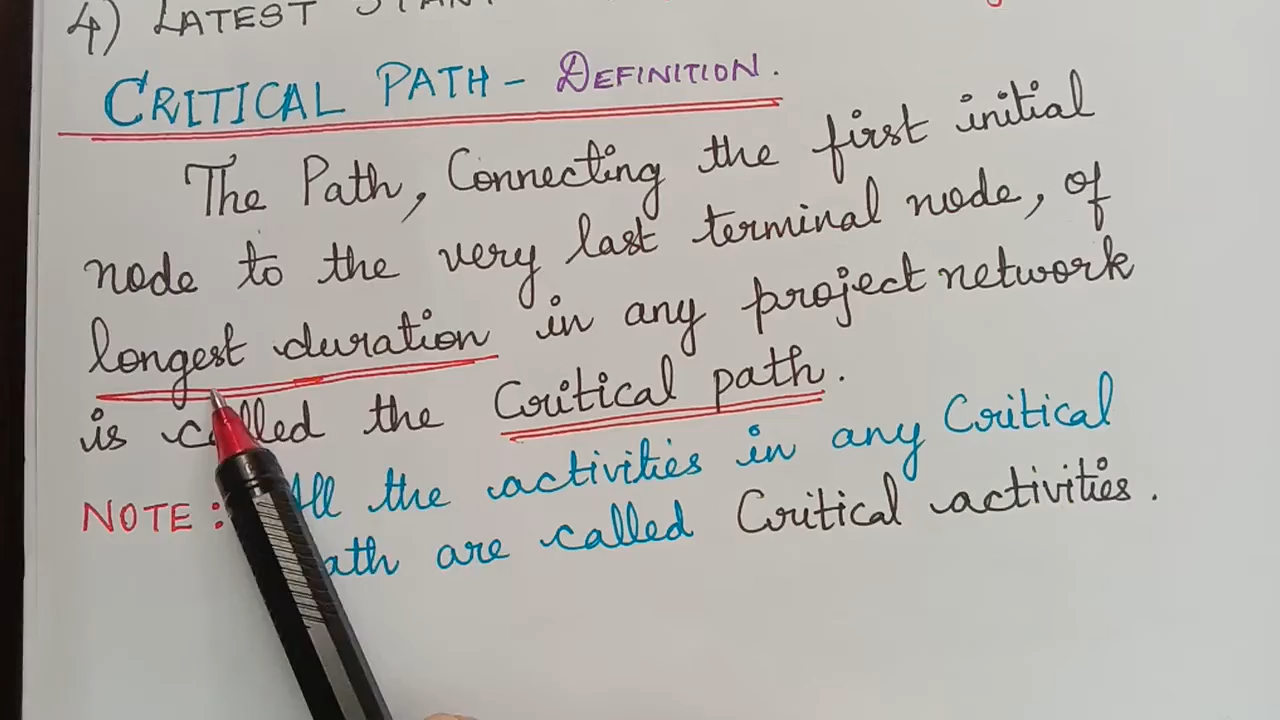 4) LATEST
CRITICAL PATH - DEFINITION.
The Path, Connecting the first initial
node to the very last terminal node, of
longest duration in any project network
is called the Critical path.
NOTE: All the activities in any Critical
are called Critical activities.